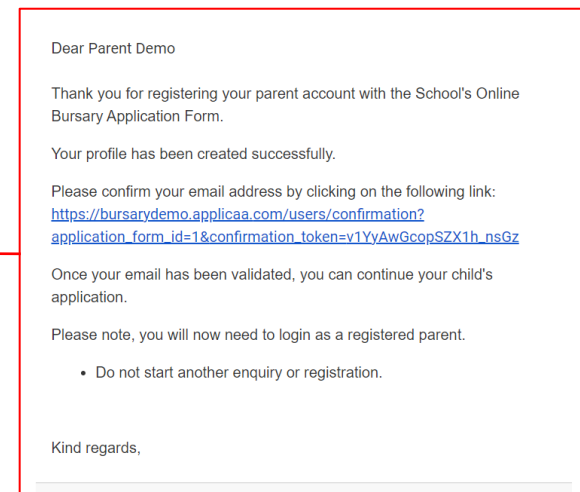 Dear Parent Demo
Thank you for registering your parent account with the School's Online
Bursary Application Form.
Your profile has been created successfully.
Please confirm your email address by clicking on the following link:
https://bursarydemo.applicaa.com/users/confirmation?
application_form_id=1&confirmation_token=v1YyAwGcopSZX1h_nsGz
Once your email has been validated, you can continue your child's
application.
Please note, you will now need to login as a registered parent.
• Do not start another enquiry or registration.
Kind regards,